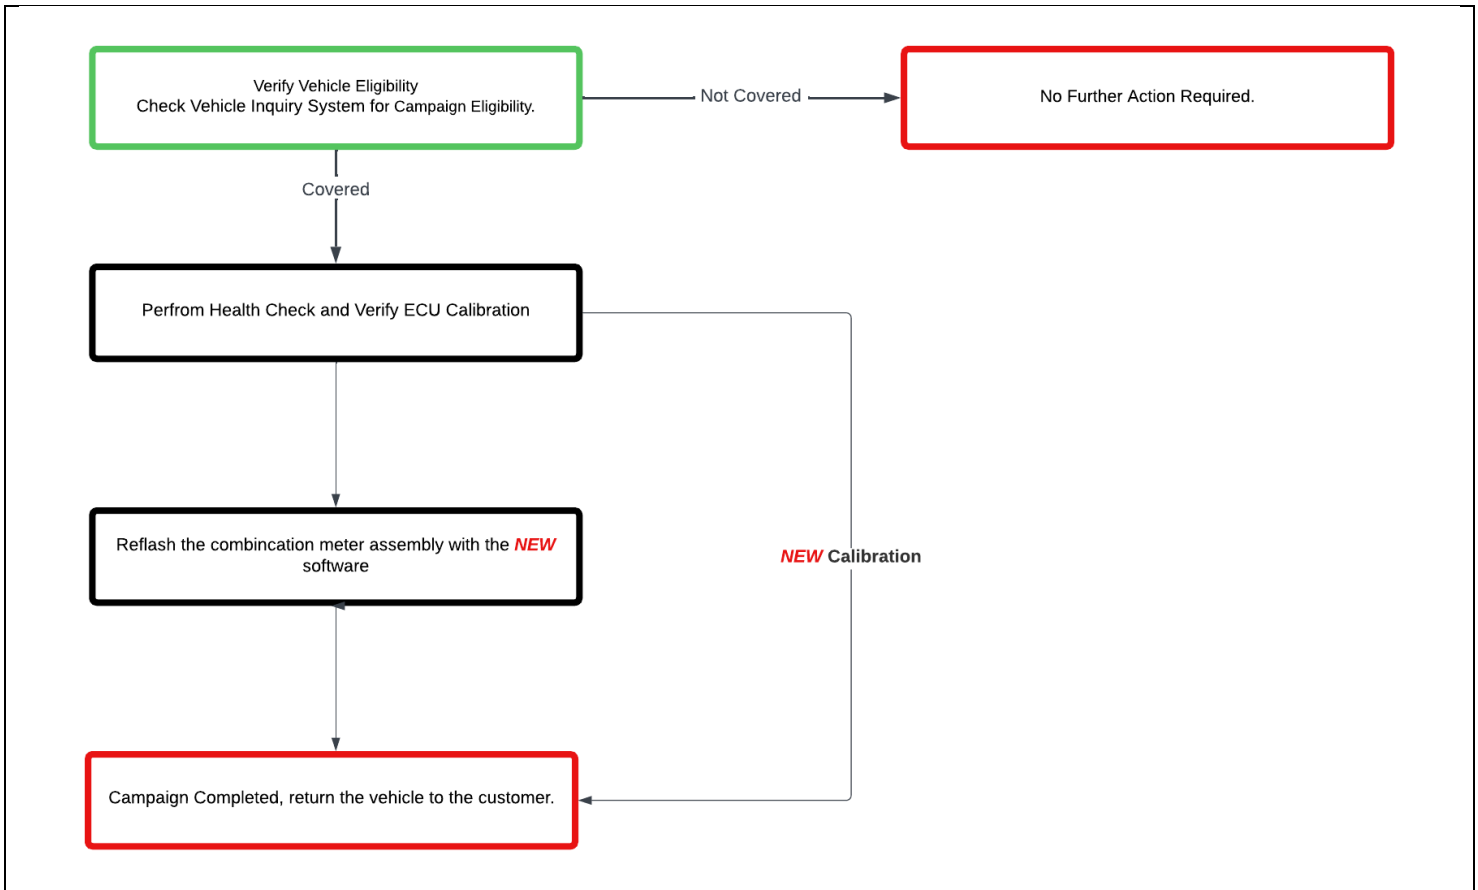 Verify Vehicle Eligibility
Check Vehicle Inquiry System for Campaign Eligibility.
Not Covered
No Further Action Required.
Covered
Perfrom Health Check and Verify ECU Calibration
Reflash the combincation meter assembly with the NEW
software
NEW Calibration
Campaign Completed, return the vehicle to the customer.